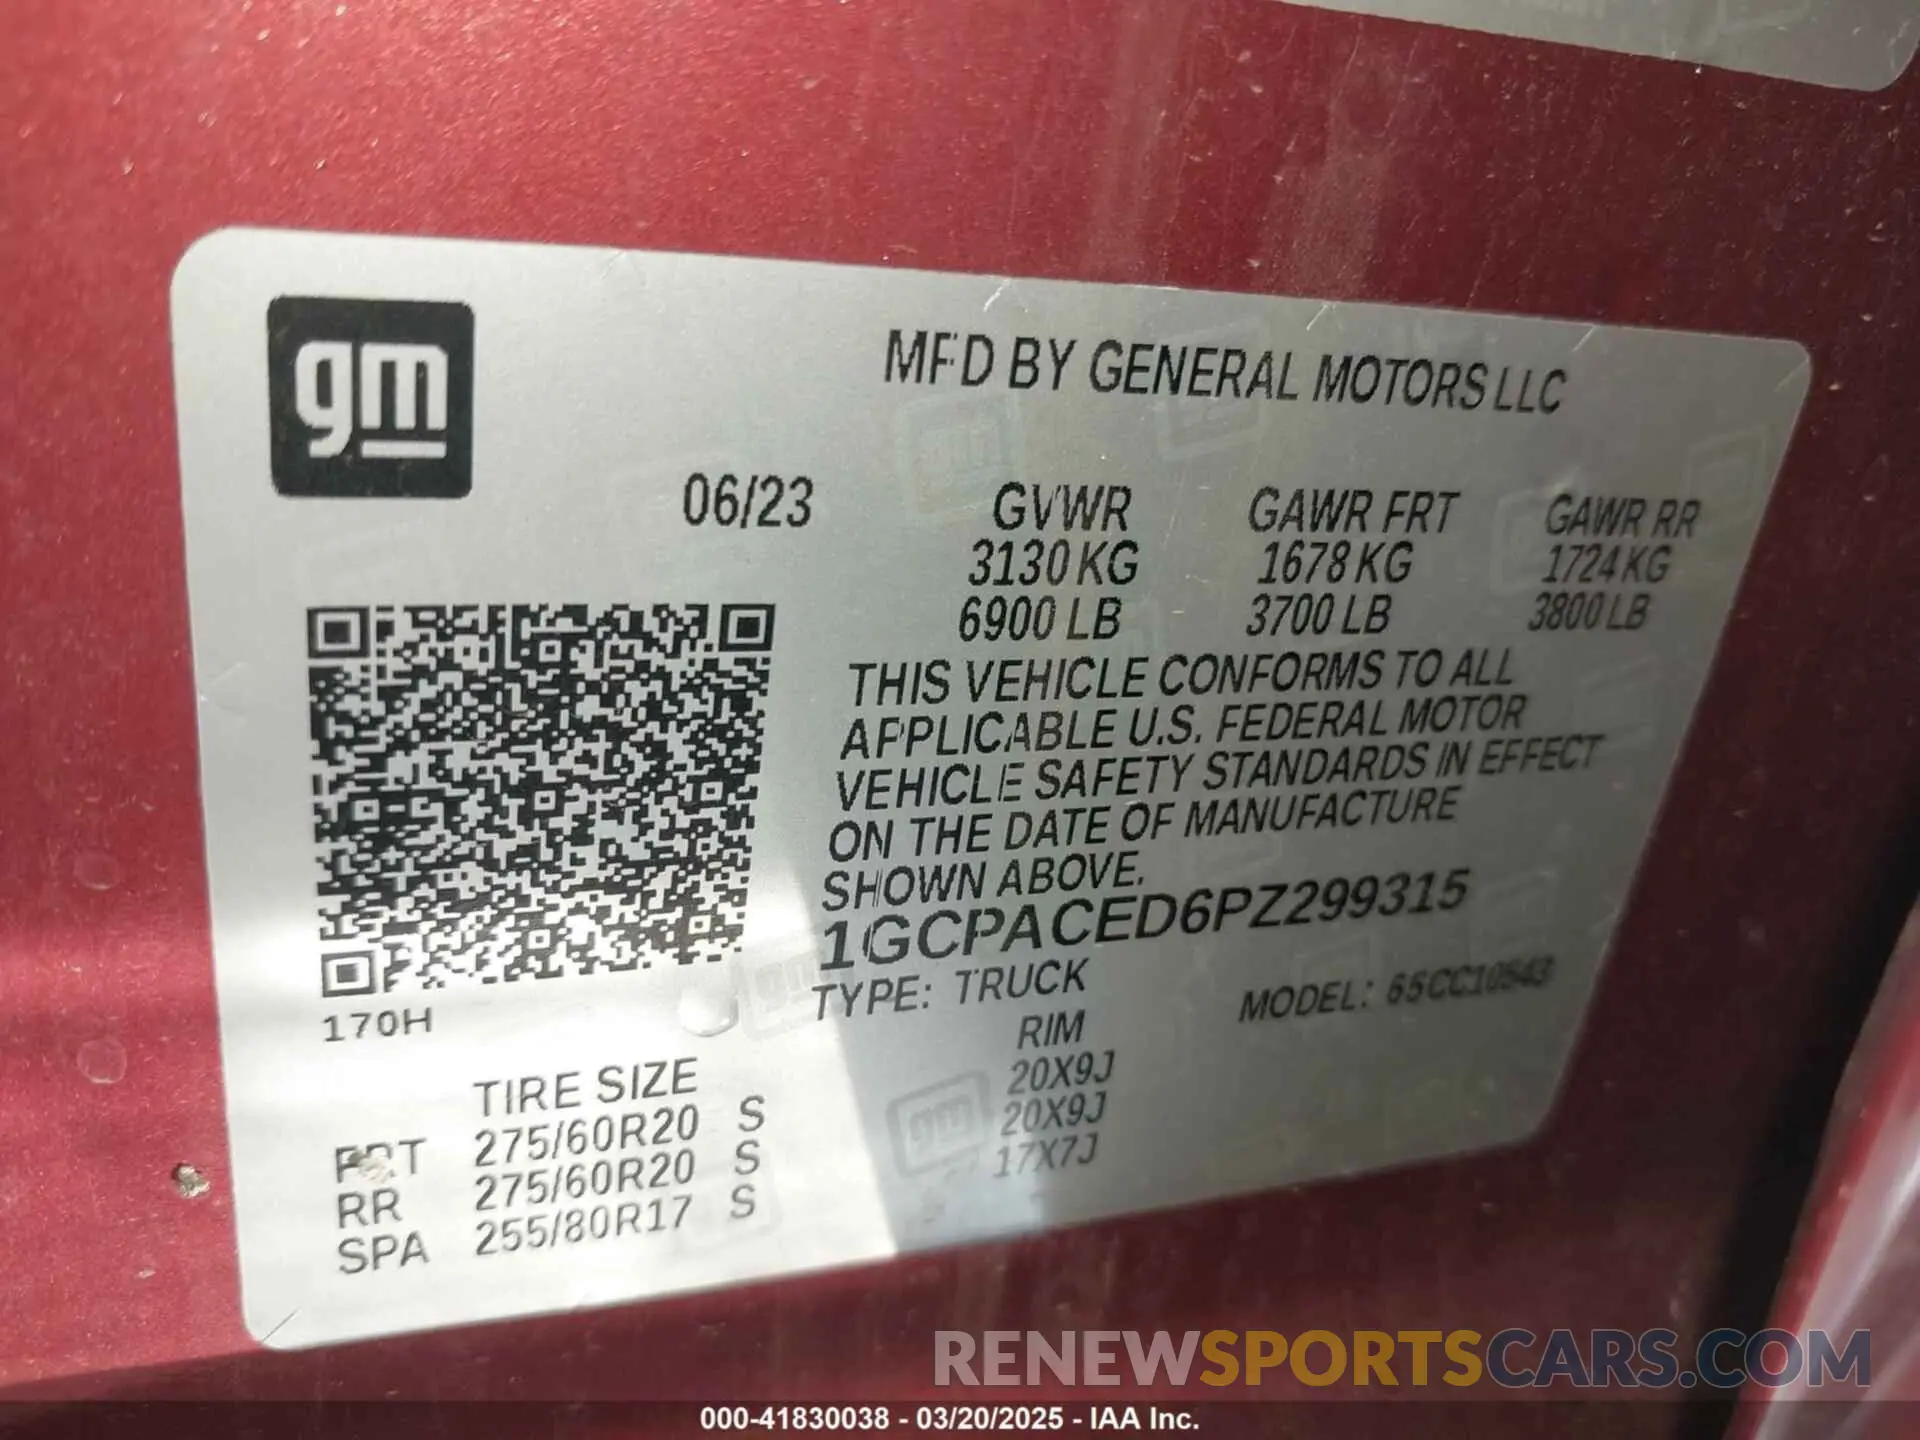 gm
MFD BY GENERAL MOTORS LLC
06/23 GVWR GAWR FRT GAWR RR
3130 KG 1678 KG 1724 KG
6900 LB 3700 LB 3800 LB
THIS VEHICLE CONFORMS TO ALL
APPLICABLE U.S. FEDERAL MOTOR
VEHICLE SAFETY STANDARDS IN EFFECT
ON THE DATE OF MANUFACTURE
SHOWN ABOVE.
1GCPACED6PZ299315
TYPE: TRUCK MODEL: 65CC10543
170H
TIRE SIZE RIM
FRT 275/60R20 S 20X9J
RR 275/60R20 S 20X9J
SPA 255/80R17 S 17X7J
RENEWSPORTSCARS.COM
000-41830038 - 03/20/2025 - IAA Inc.